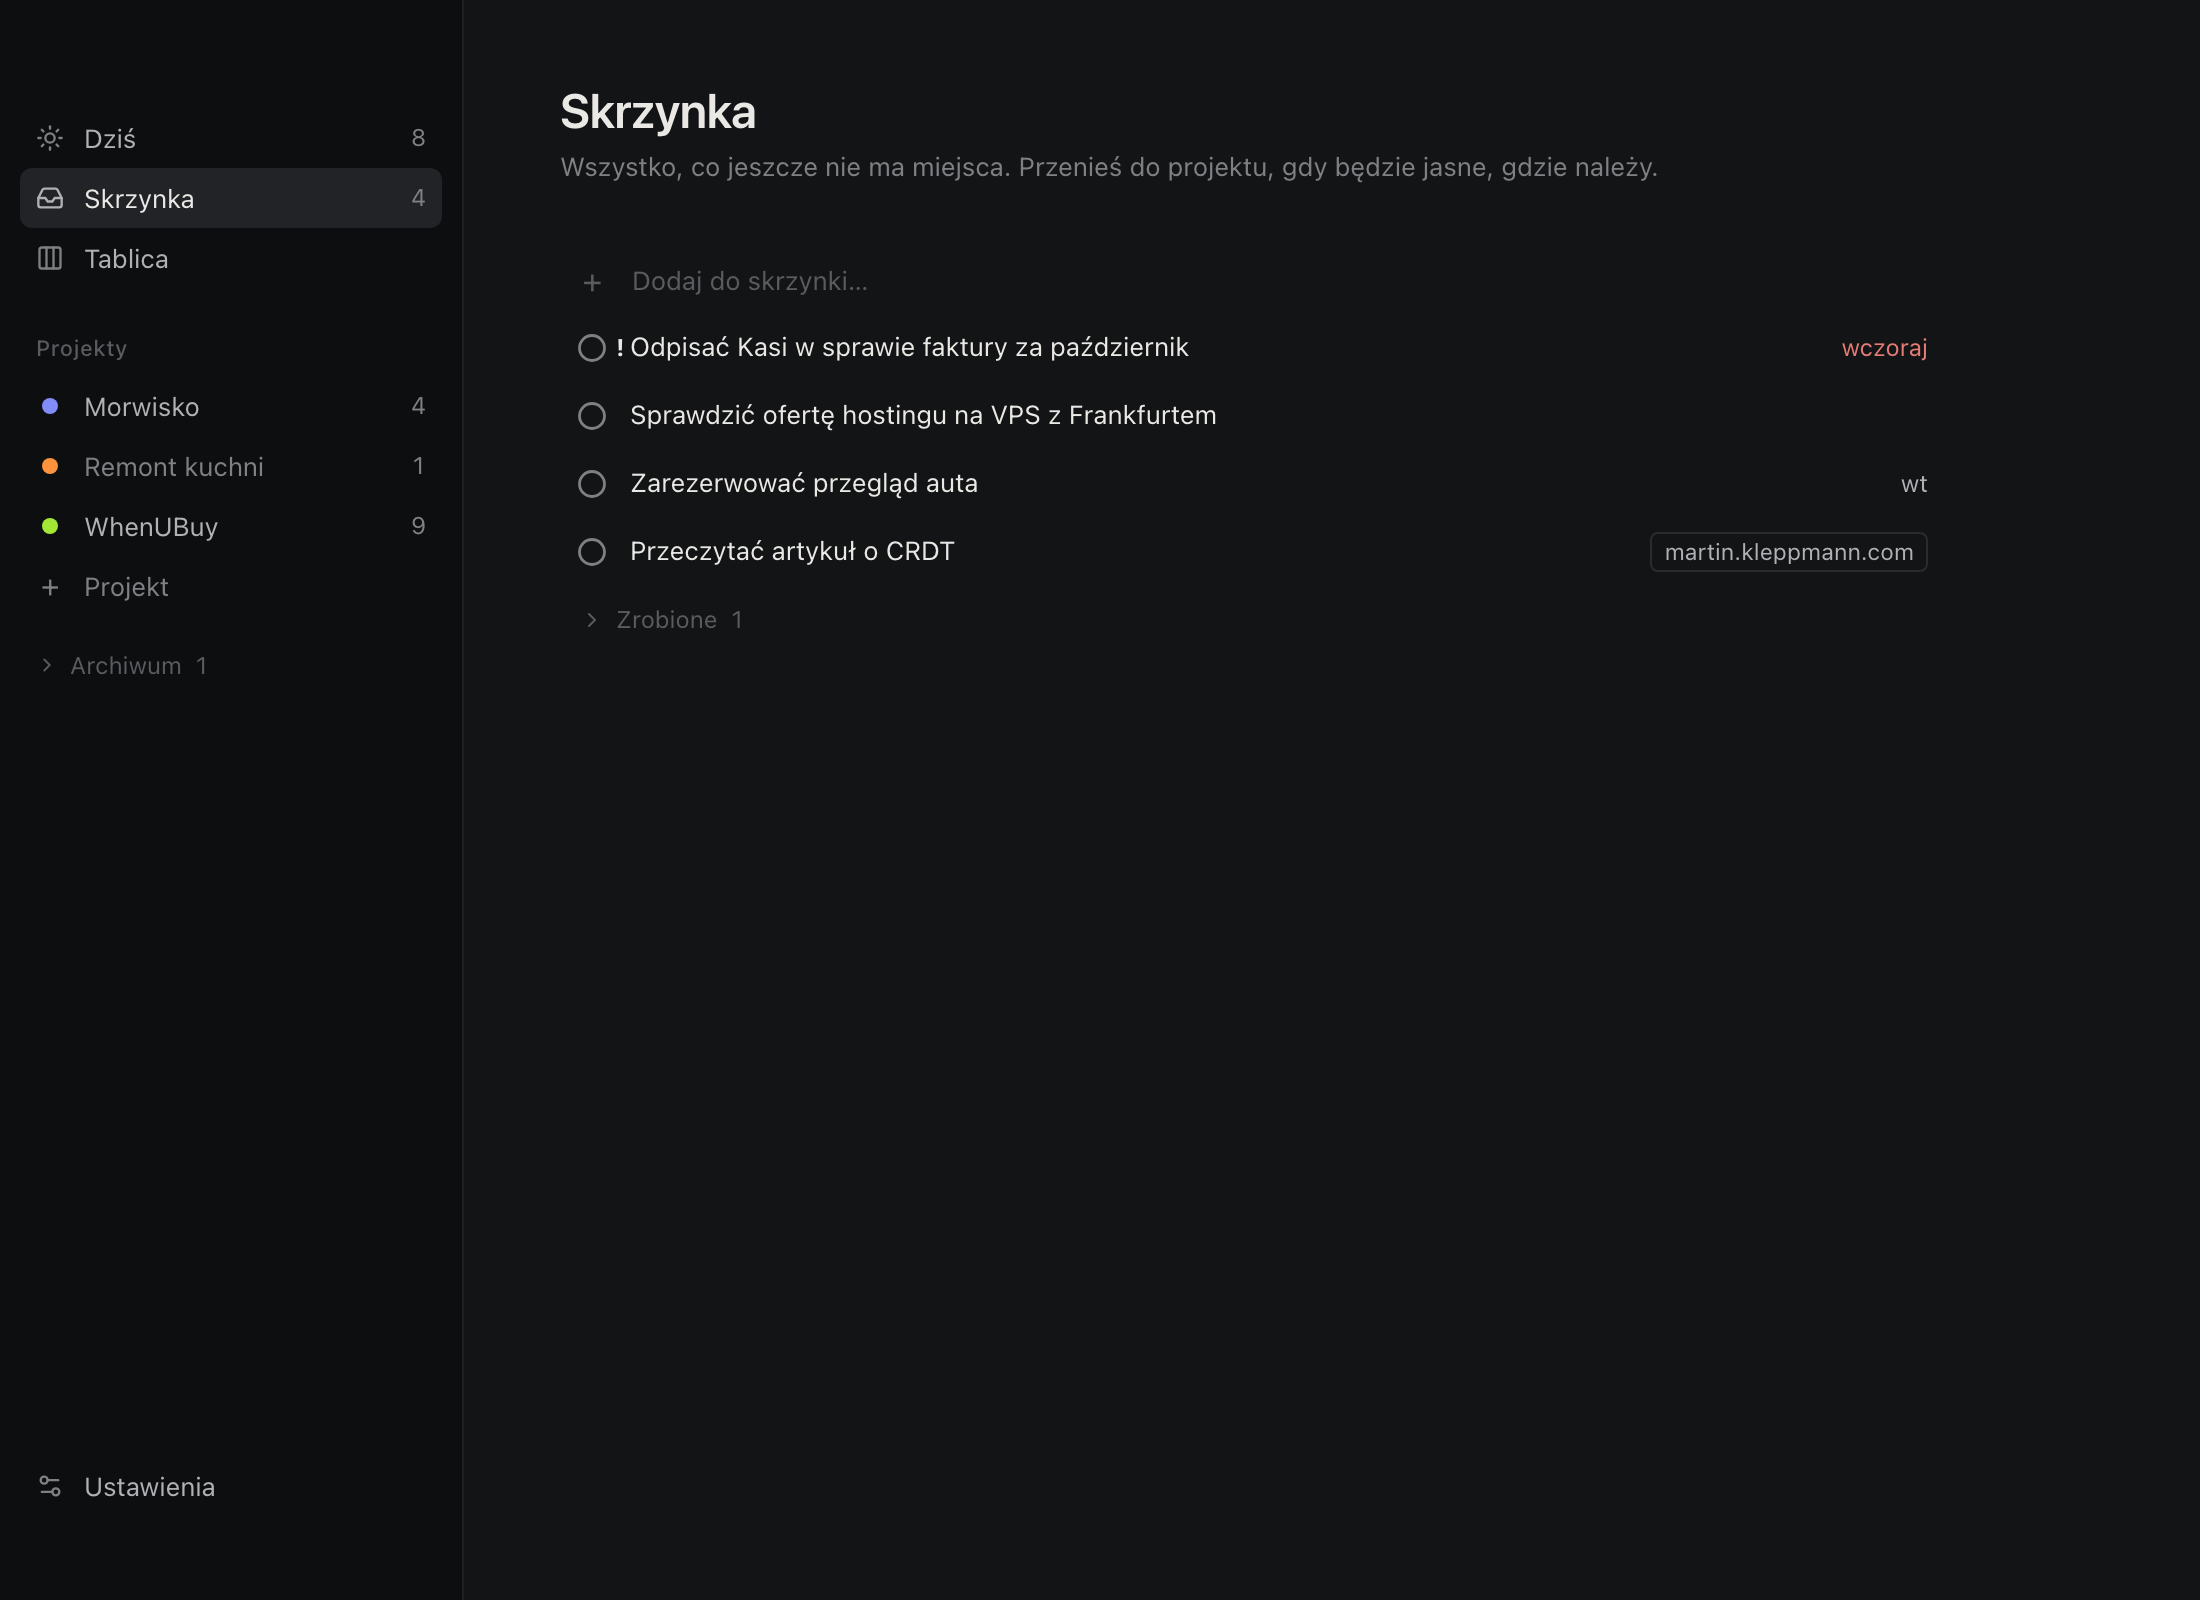 Dziś 8
Skrzynka 4
Tablica
Projekty
Morwisko 4
Remont kuchni 1
WhenUBuy 9
+ Projekt
Archiwum 1
Ustawienia
Skrzynka
Wszystko, co jeszcze nie ma miejsca. Przenieś do projektu, gdy będzie jasne, gdzie należy.
+ Dodaj do skrzynki...
! Odpisać Kasi w sprawie faktury za październik wczoraj
Sprawdzić ofertę hostingu na VPS z Frankfurtem
Zarezerwować przegląd auta wt
Przeczytać artykuł o CRDT martin.kleppmann.com
Zrobione 1